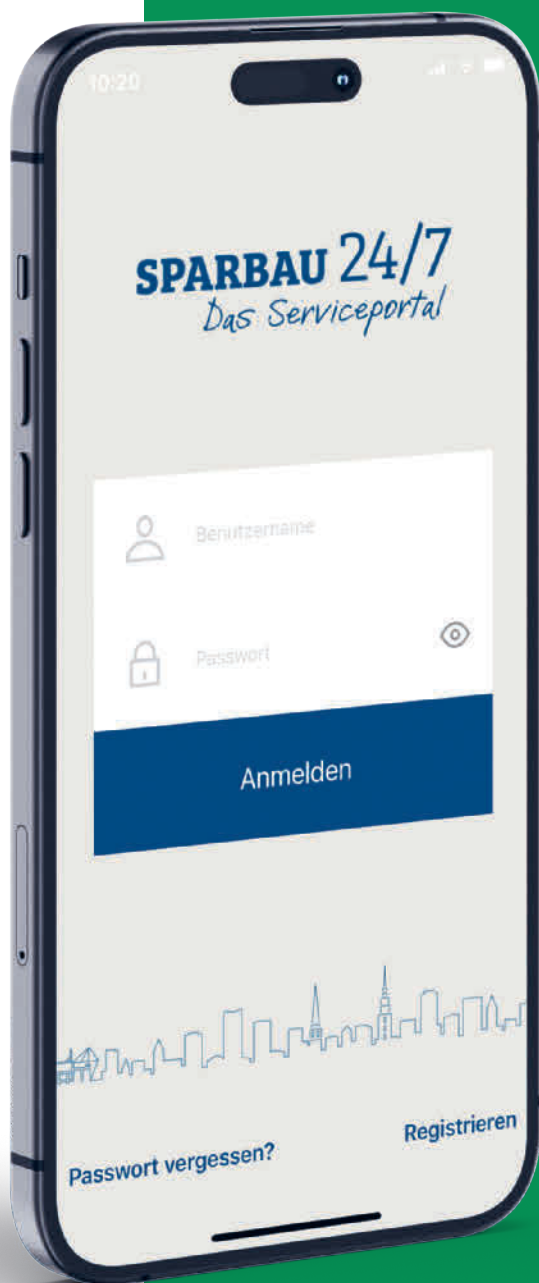 10:20
SPARBAU 24/7
Das Serviceportal
Benutzername
Passwort
Anmelden
Passwort vergessen?
Registrieren